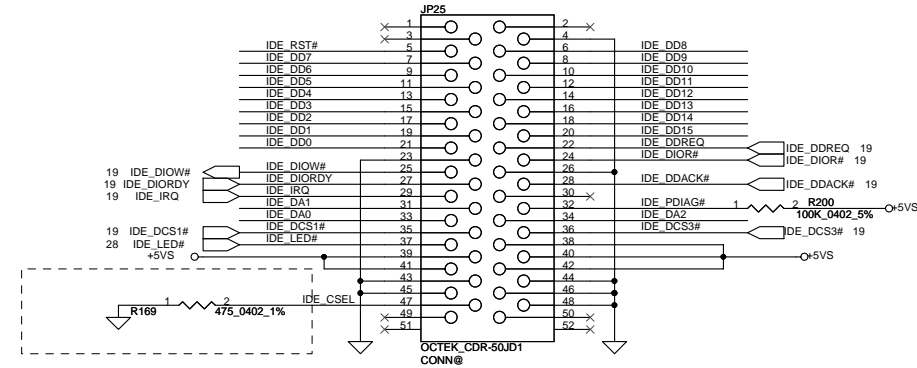 JP25
1 2
3 4
IDE_RST# 5 6 IDE_DD8
IDE_DD7 7 8 IDE_DD9
IDE_DD6 9 10 IDE_DD10
IDE_DD5 11 12 IDE_DD11
IDE_DD4 13 14 IDE_DD12
IDE_DD3 15 16 IDE_DD13
IDE_DD2 17 18 IDE_DD14
IDE_DD1 19 20 IDE_DD15
IDE_DD0 21 22 IDE_DDREQ IDE_DDREQ 19
23 24 IDE_DIOR# IDE_DIOR# 19
19 IDE_DIOW# IDE_DIOW# 25 26
19 IDE_DIORDY IDE_DIORDY 27 28 IDE_DDACK# IDE_DDACK# 19
19 IDE_IRQ IDE_IRQ 29 30
IDE_DA1 31 32 IDE_PDIAG# 1 2 R200 +5VS
100K_0402_5%
IDE_DA0 33 34 IDE_DA2
19 IDE_DCS1# IDE_DCS1# 35 36 IDE_DCS3# IDE_DCS3# 19
28 IDE_LED# IDE_LED# 37 38
+5VS 39 40 +5VS
41 42
43 44
45 46
1 2 IDE_CSEL 47 48
R169 475_0402_1%
49 50
51 52
OCTEK_CDR-50JD1
CONN@